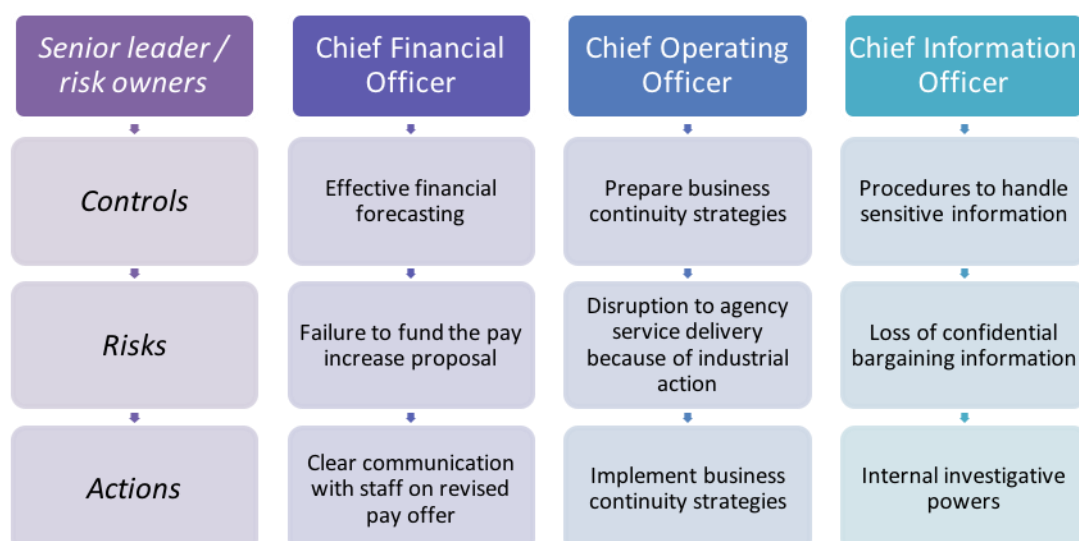 Senior leader /
risk owners
Chief Financial
Officer
Chief Operating
Officer
Chief Information
Officer
Controls
Effective financial
forecasting
Prepare business
continuity strategies
Procedures to handle
sensitive information
Risks
Failure to fund the pay
increase proposal
Disruption to agency
service delivery
because of industrial
action
Loss of confidential
bargaining information
Actions
Clear communication
with staff on revised
pay offer
Implement business
continuity strategies
Internal investigative
powers